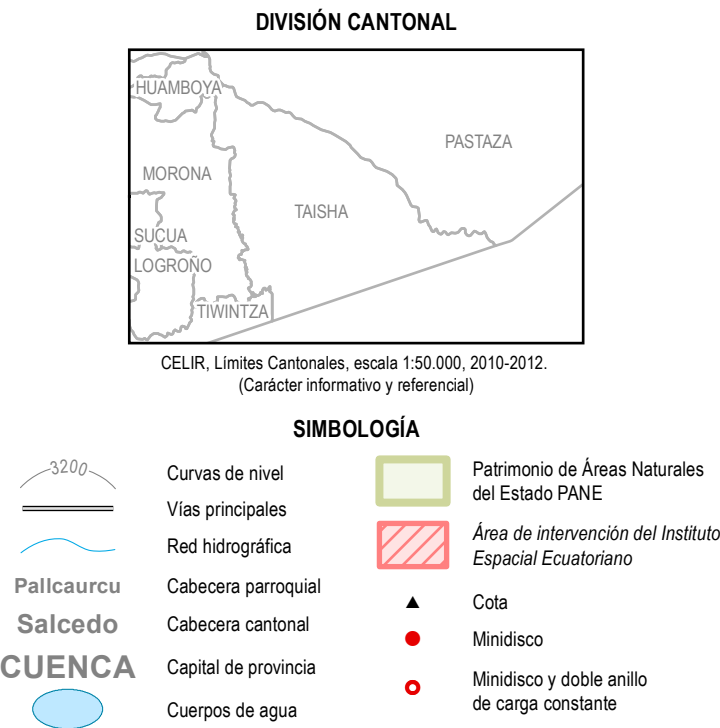 DIVISIÓN CANTONAL
HUAMBOYA
PASTAZA
MORONA
TAISHA
SUCUA
LOGROÑO
TIWINTZA
CELIR, Límites Cantonales, escala 1:50.000, 2010-2012.
(Carácter informativo y referencial)
SIMBOLOGÍA
3200
Curvas de nivel
Vías principales
Red hidrográfica
Pallcaurcu
Cabecera parroquial
Salcedo
Cabecera cantonal
CUENCA
Capital de provincia
Cuerpos de agua
Patrimonio de Áreas Naturales
del Estado PANE
Área de intervención del Instituto
Espacial Ecuatoriano
Cota
Minidisco
Minidisco y doble anillo
de carga constante